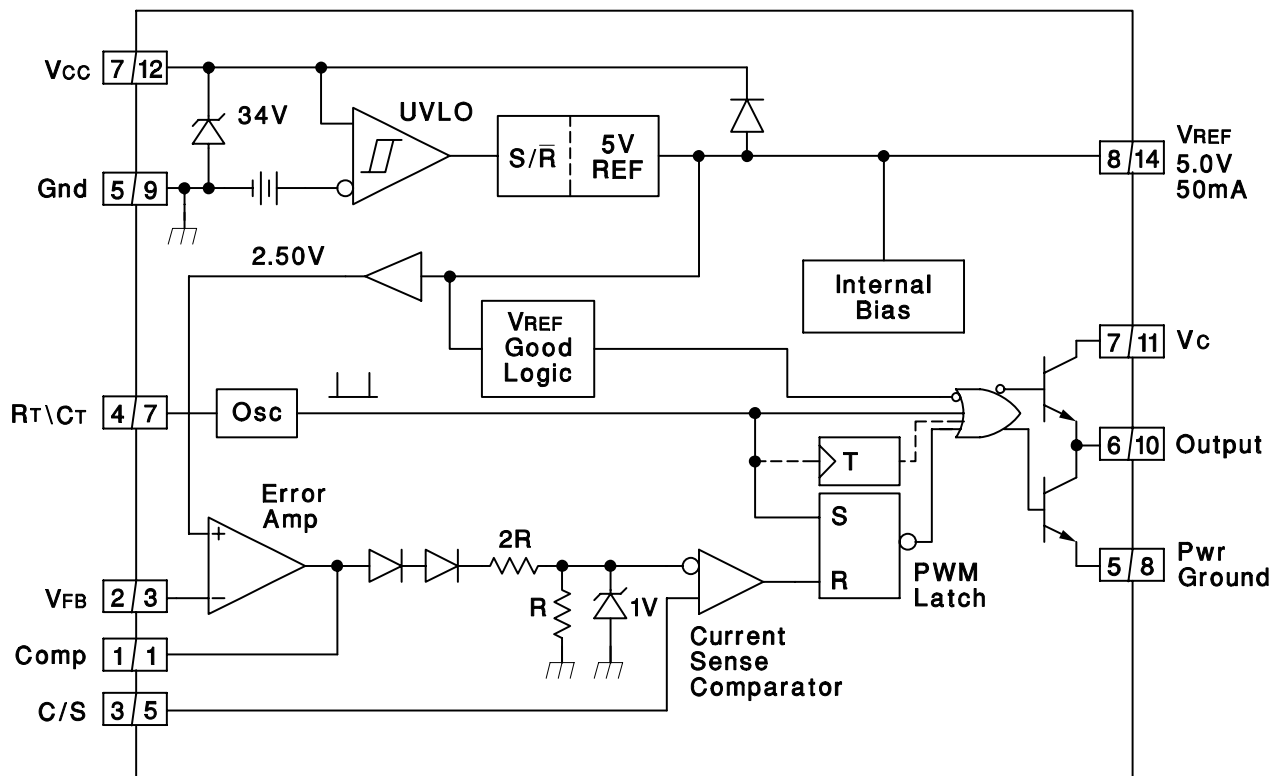 Vcc 7 12
34V
UVLO
S/R̅
5V
REF
8 14
VREF
5.0V
50mA
Gnd 5 9
2.50V
Internal
Bias
VREF
Good
Logic
7 11 Vc
RT\CT 4 7
Osc
T
6 10 Output
Error
Amp
+
−
2R
R
1V
S
R
PWM
Latch
5 8 Pwr
Ground
VFB 2 3
Comp 1 1
Current
Sense
Comparator
C/S 3 5